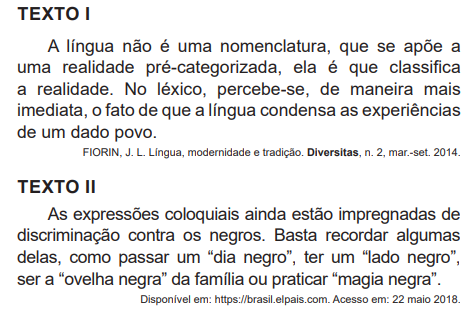 TEXTO I
A língua não é uma nomenclatura, que se apõe a
uma realidade pré-categorizada, ela é que classifica
a realidade. No léxico, percebe-se, de maneira mais
imediata, o fato de que a língua condensa as experiências
de um dado povo.
FIORIN, J. L. Língua, modernidade e tradição. Diversitas, n. 2, mar.-set. 2014.
TEXTO II
As expressões coloquiais ainda estão impregnadas de
discriminação contra os negros. Basta recordar algumas
delas, como passar um “dia negro”, ter um “lado negro”,
ser a “ovelha negra” da família ou praticar “magia negra”.
Disponível em: https://brasil.elpais.com. Acesso em: 22 maio 2018.